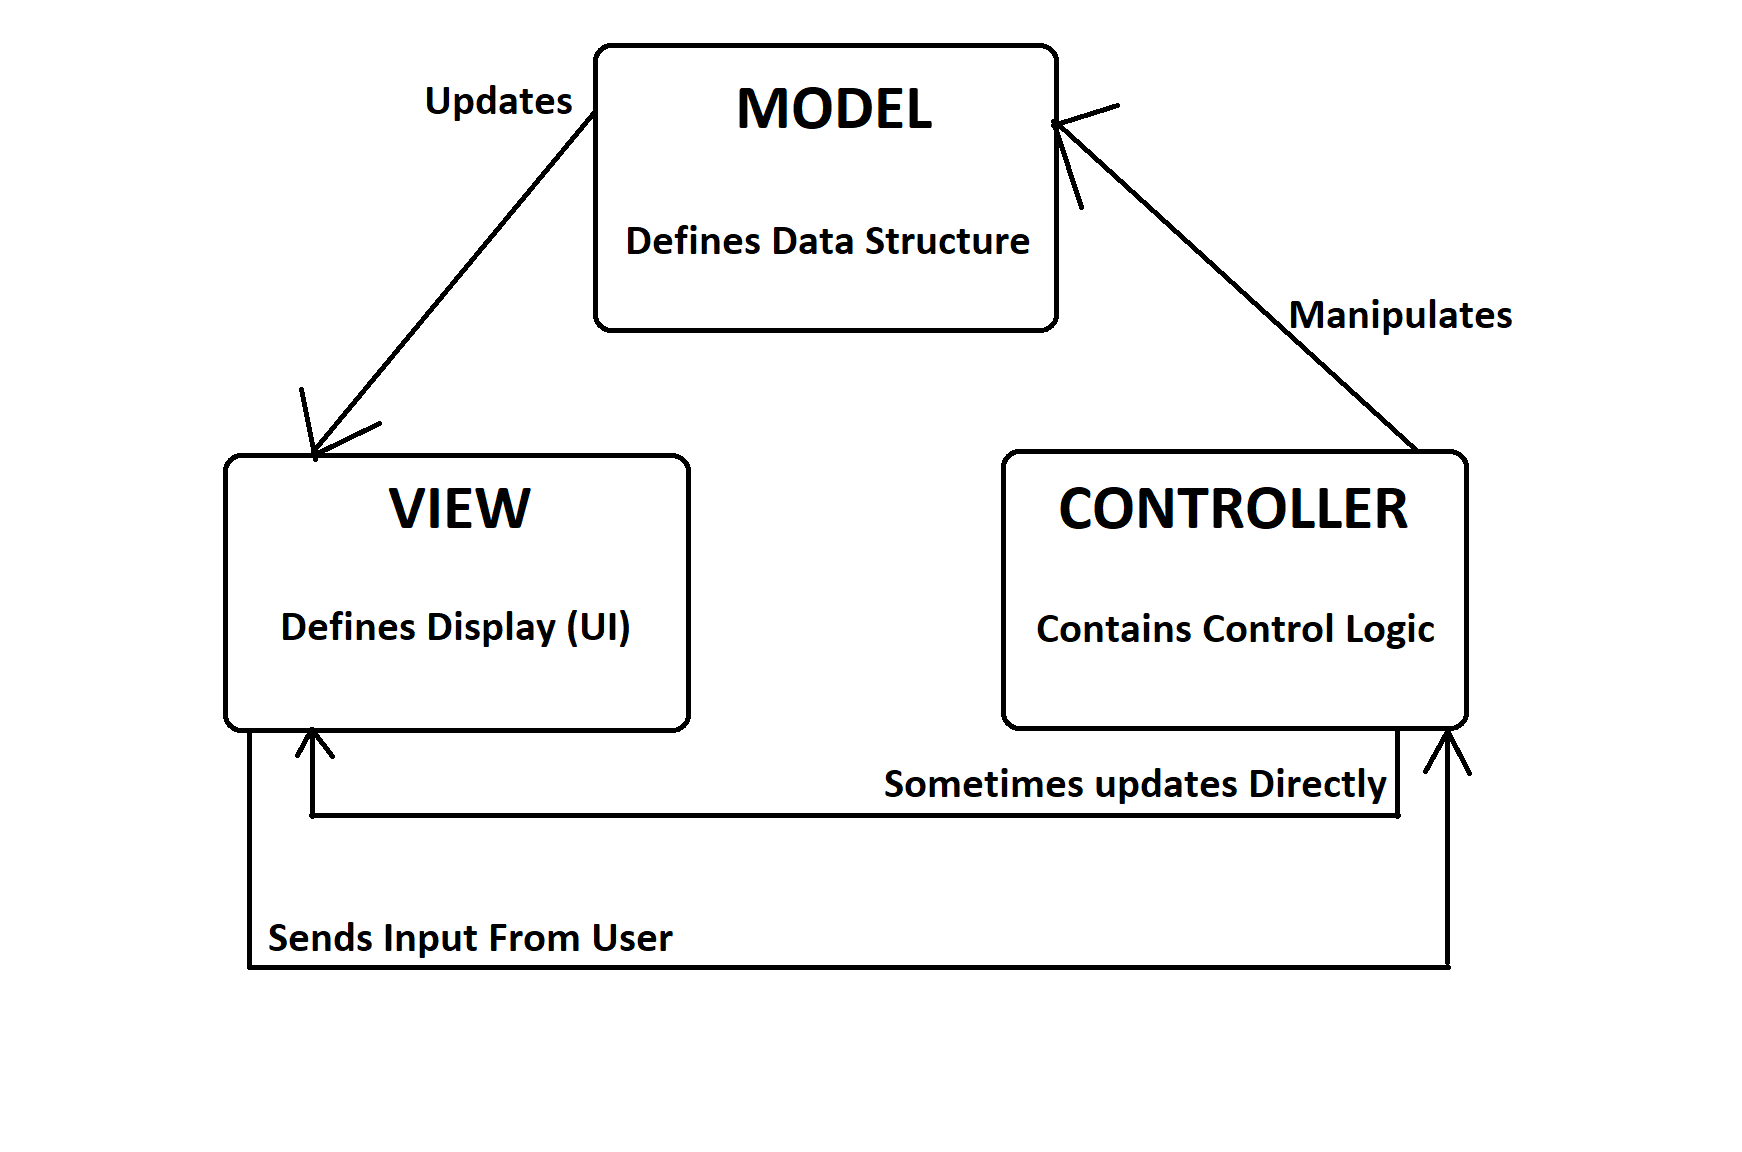 Updates
MODEL
Defines Data Structure
Manipulates
VIEW
Defines Display (UI)
CONTROLLER
Contains Control Logic
Sometimes updates Directly
Sends Input From User